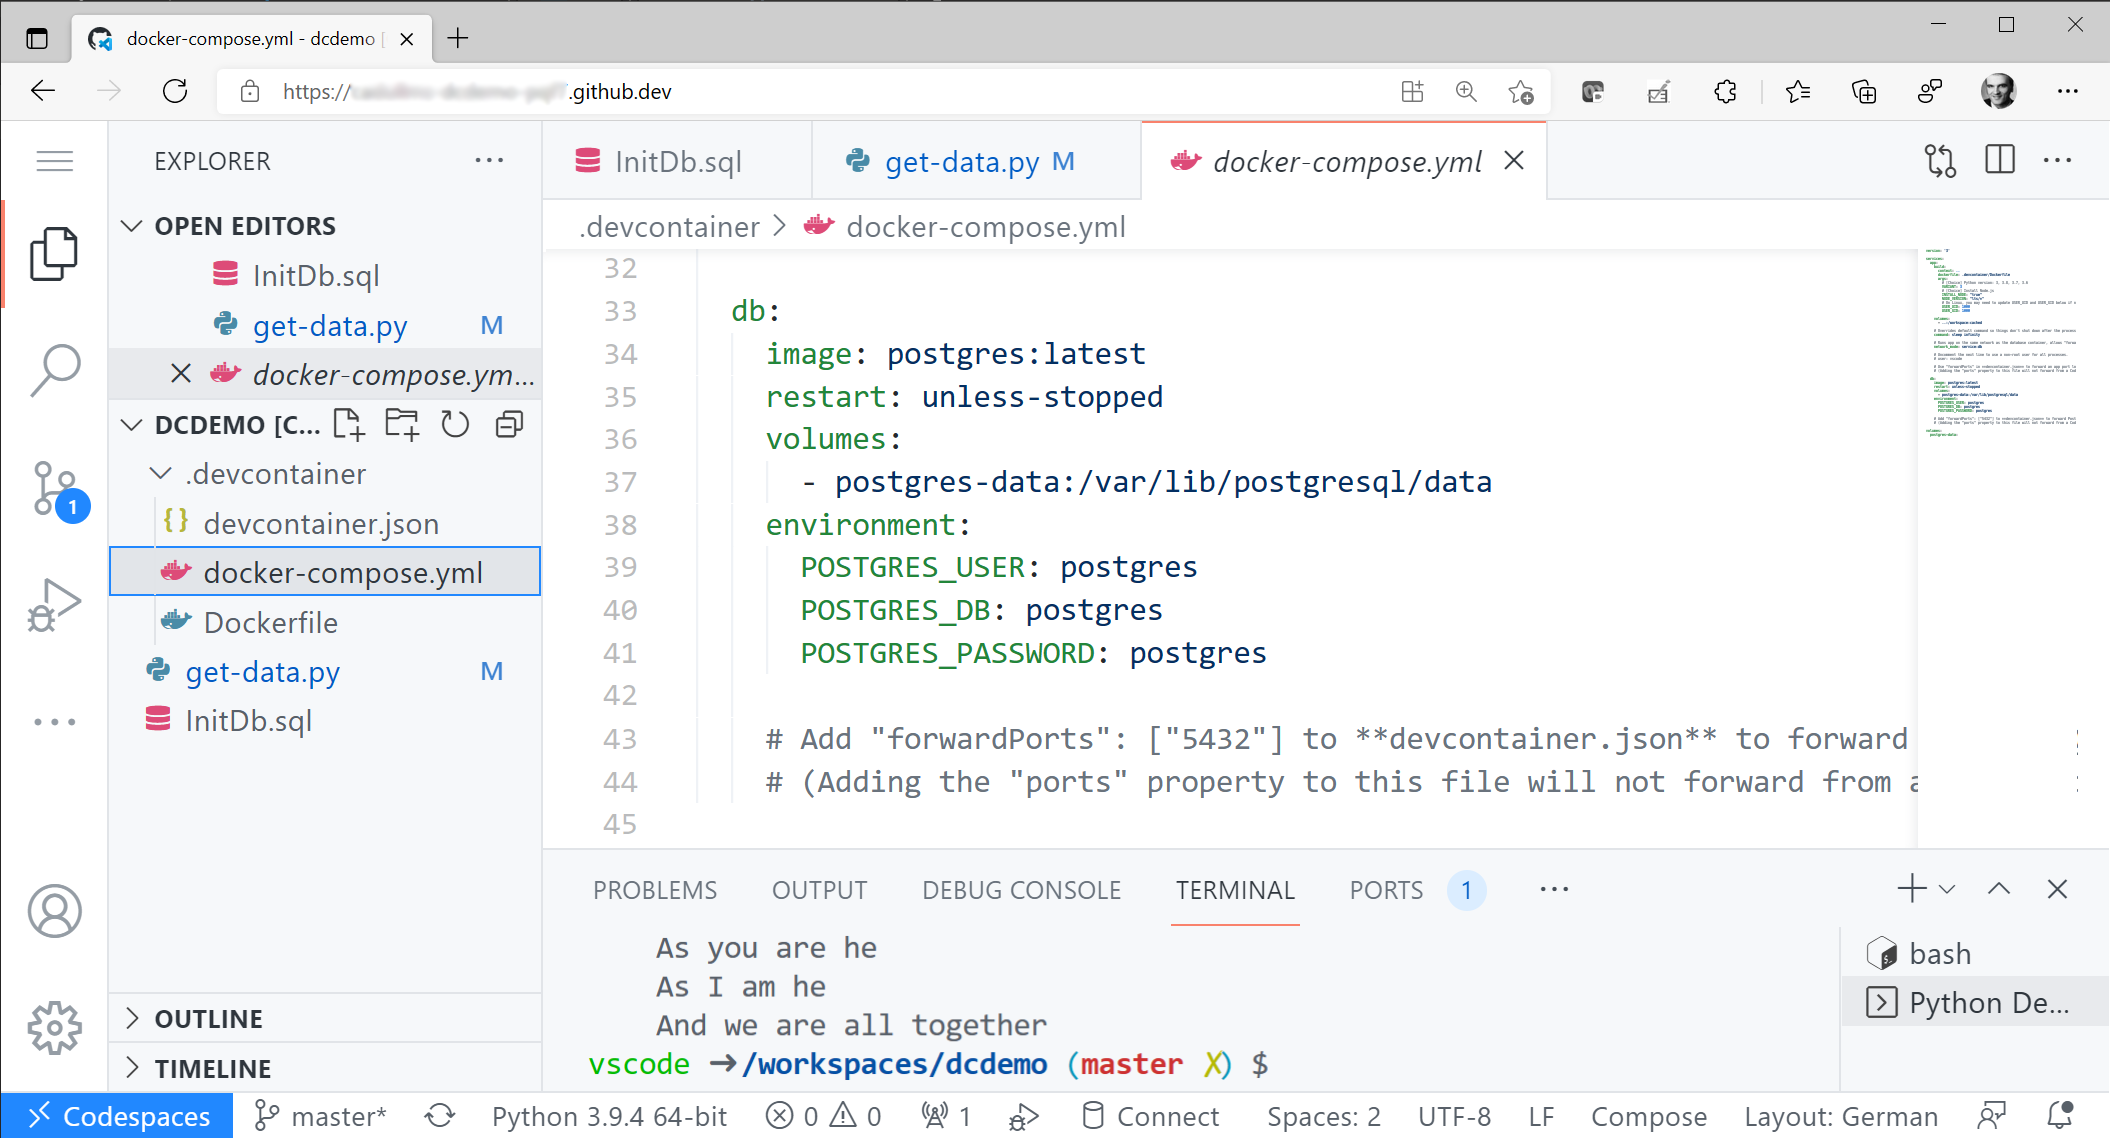 docker-compose.yml - dcdemo [
https:// .github.dev
EXPLORER
OPEN EDITORS
InitDb.sql
get-data.py M
docker-compose.ym...
DCDEMO [C...
.devcontainer
devcontainer.json
docker-compose.yml
Dockerfile
get-data.py M
InitDb.sql
OUTLINE
TIMELINE
1
InitDb.sql
get-data.py M
docker-compose.yml
.devcontainer > docker-compose.yml
32
33 db:
34 image: postgres:latest
35 restart: unless-stopped
36 volumes:
37 - postgres-data:/var/lib/postgresql/data
38 environment:
39 POSTGRES_USER: postgres
40 POSTGRES_DB: postgres
41 POSTGRES_PASSWORD: postgres
42
43 # Add "forwardPorts": ["5432"] to **devcontainer.json** to forward
44 # (Adding the "ports" property to this file will not forward from a
45
PROBLEMS OUTPUT DEBUG CONSOLE TERMINAL PORTS 1
As you are he
As I am he
And we are all together
vscode ➜/workspaces/dcdemo (master ✗) $
bash
Python De...
Codespaces master* Python 3.9.4 64-bit 0 0 1 Connect Spaces: 2 UTF-8 LF Compose Layout: German